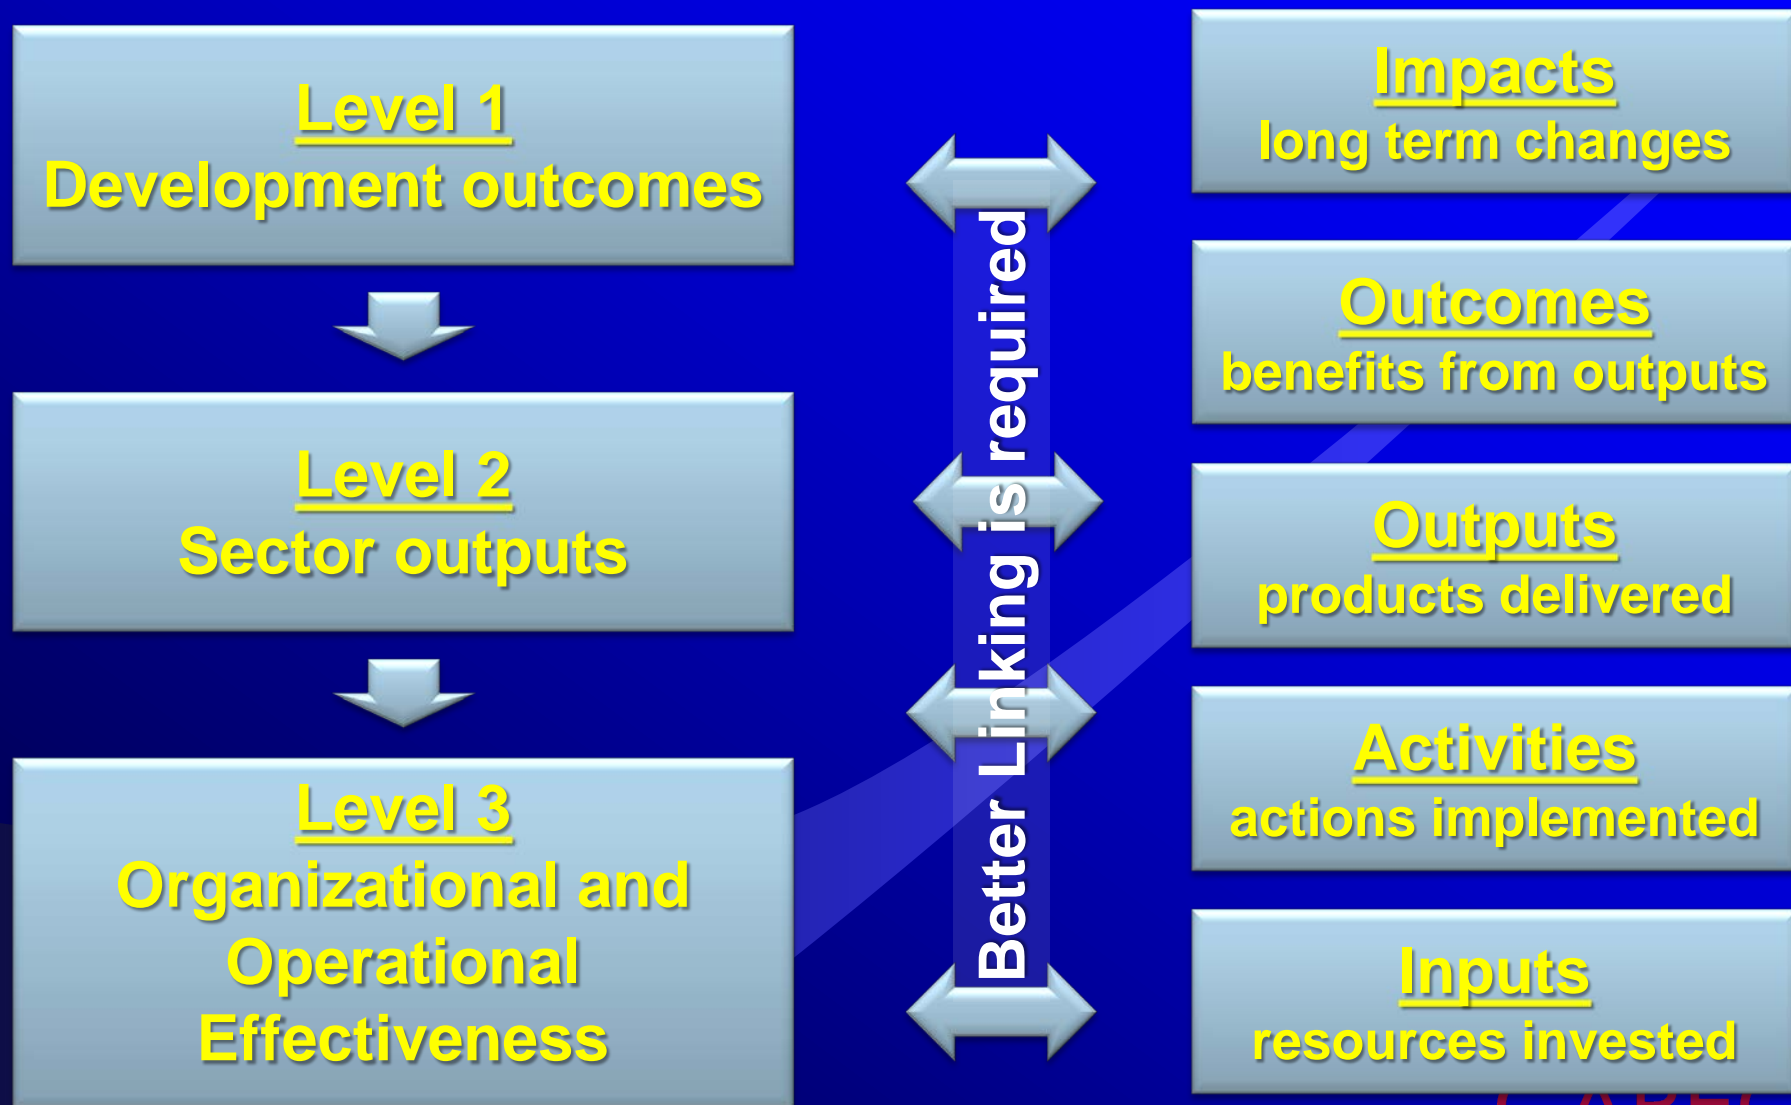 Level 1
Development outcomes
Level 2
Sector outputs
Level 3
Organizational and
Operational
Effectiveness
Better Linking is required
Impacts
long term changes
Outcomes
benefits from outputs
Outputs
products delivered
Activities
actions implemented
Inputs
resources invested